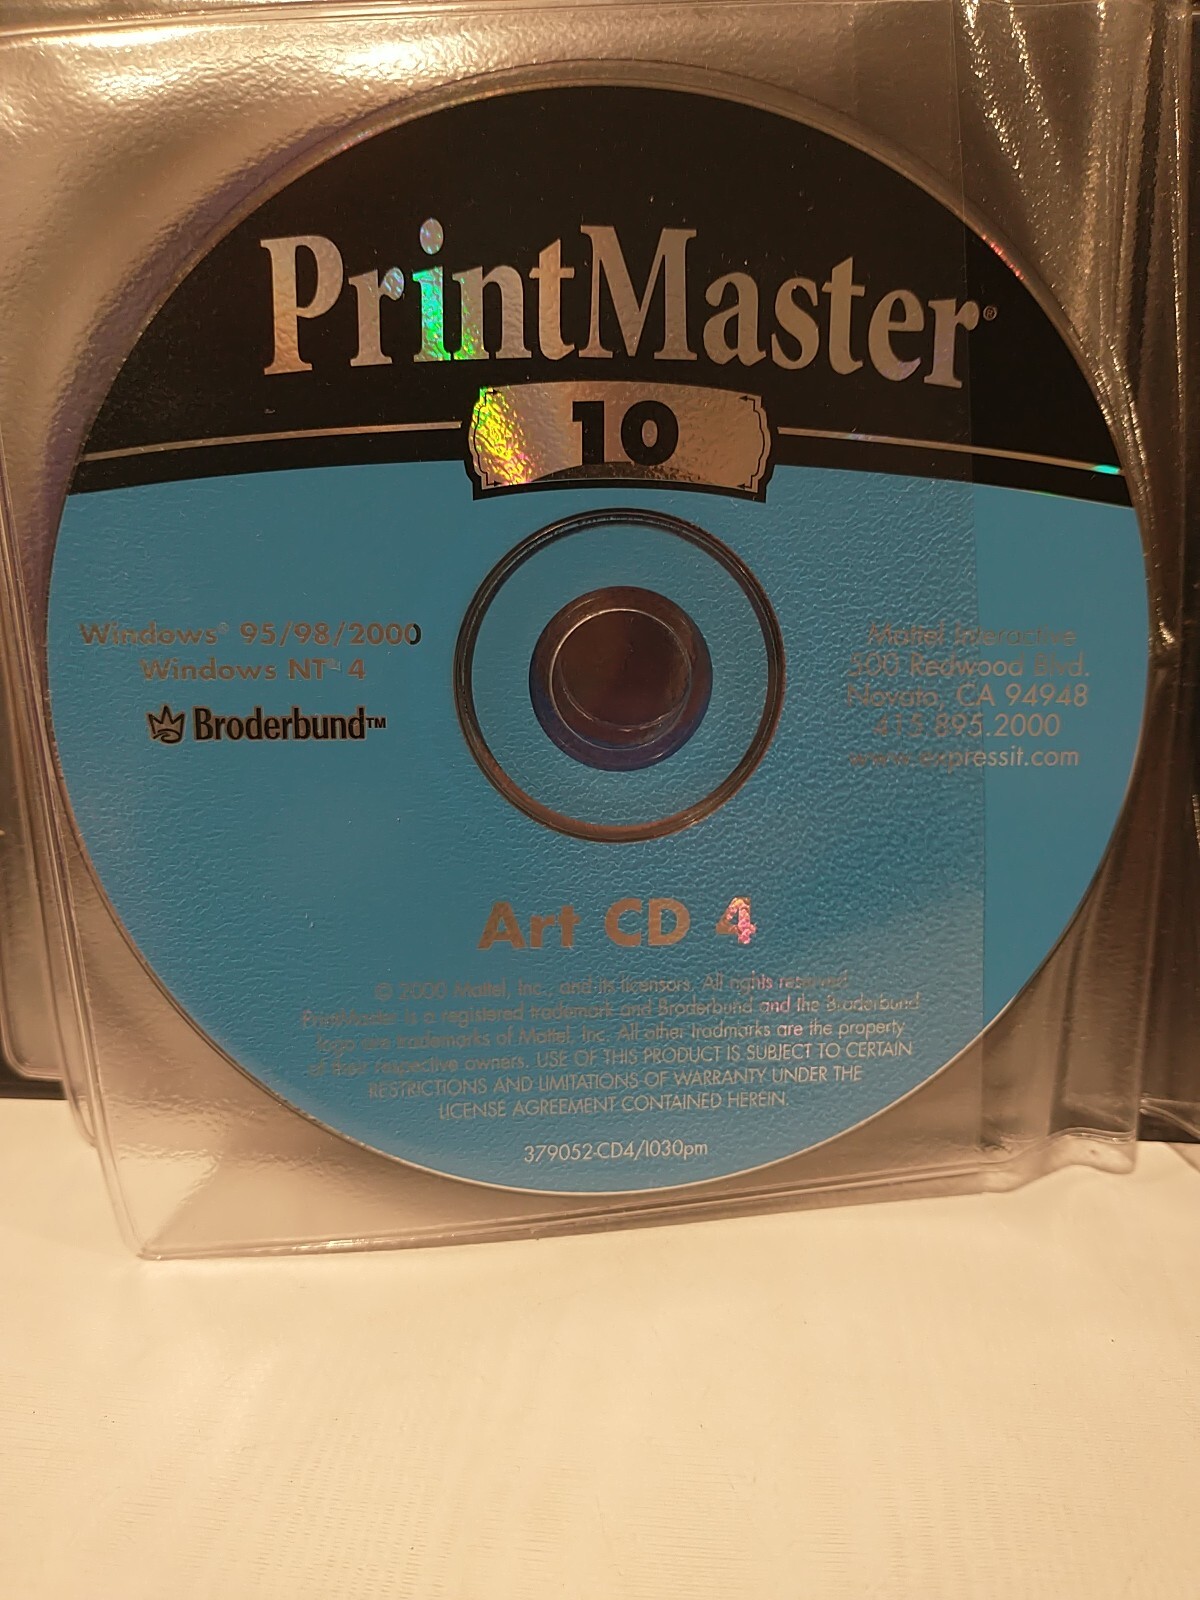 PrintMaster®
10
Windows® 95/98/2000
Windows NT® 4
Broderbund™
Mattel Interactive
500 Redwood Blvd.
Novato, CA 94948
415.895.2000
www.expressit.com
Art CD 4
© 2000 Mattel, Inc., and its licensors. All rights reserved.
PrintMaster is a registered trademark and Broderbund and the Broderbund
logo are trademarks of Mattel, Inc. All other tradmarks are the property
of their respective owners. USE OF THIS PRODUCT IS SUBJECT TO CERTAIN
RESTRICTIONS AND LIMITATIONS OF WARRANTY UNDER THE
LICENSE AGREEMENT CONTAINED HEREIN.
379052-CD4/1030pm